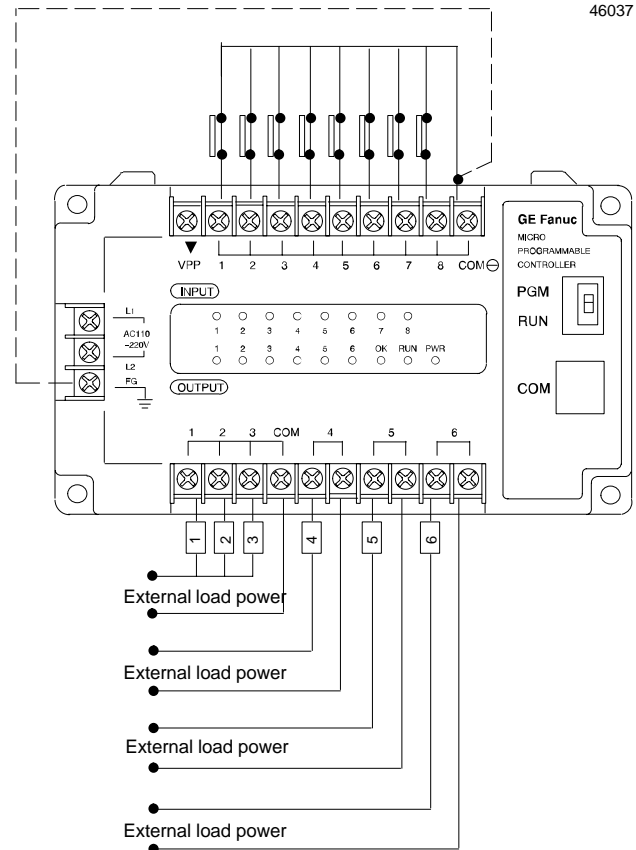 46037
GE Fanuc
MICRO
PROGRAMMABLE
CONTROLLER
PGM
RUN
COM
VPP 1 2 3 4 5 6 7 8 COM
INPUT
1 2 3 4 5 6 7 8
1 2 3 4 5 6 OK RUN PWR
OUTPUT
L1
AC110
-220V
L2
FG
1 2 3 COM 4 5 6
1 2 3 4 5 6
External load power
External load power
External load power
External load power